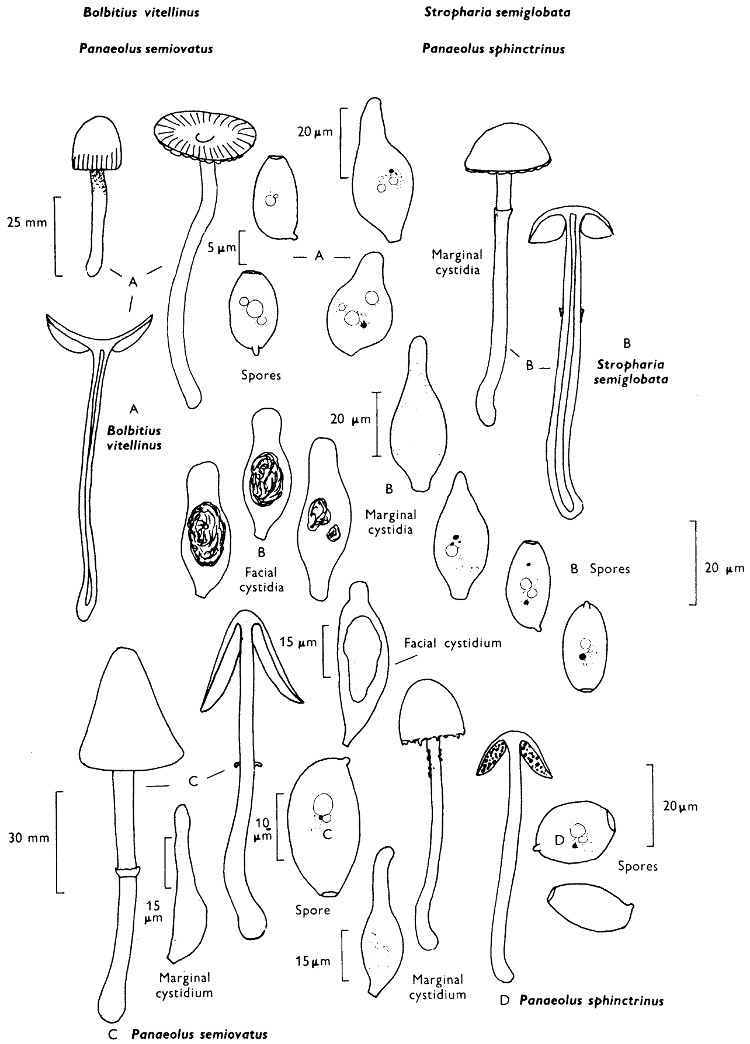 Bolbitius vitellinus
Stropharia semiglobata
Panaeolus semiovatus
Panaeolus sphinctrinus
20 µm
25 mm
5 µm
A
Marginal
cystidia
A
Spores
B
B
Stropharia
semiglobata
A
Bolbitius
vitellinus
20 µm
B
Marginal
cystidia
B
Facial
cystidia
B Spores
20 µm
15 µm
Facial cystidium
C
30 mm
10
µm
C
20 µm
D
Spores
15
µm
Spore
15 µm
Marginal
cystidium
Marginal
cystidium
D Panaeolus sphinctrinus
C Panaeolus semiovatus